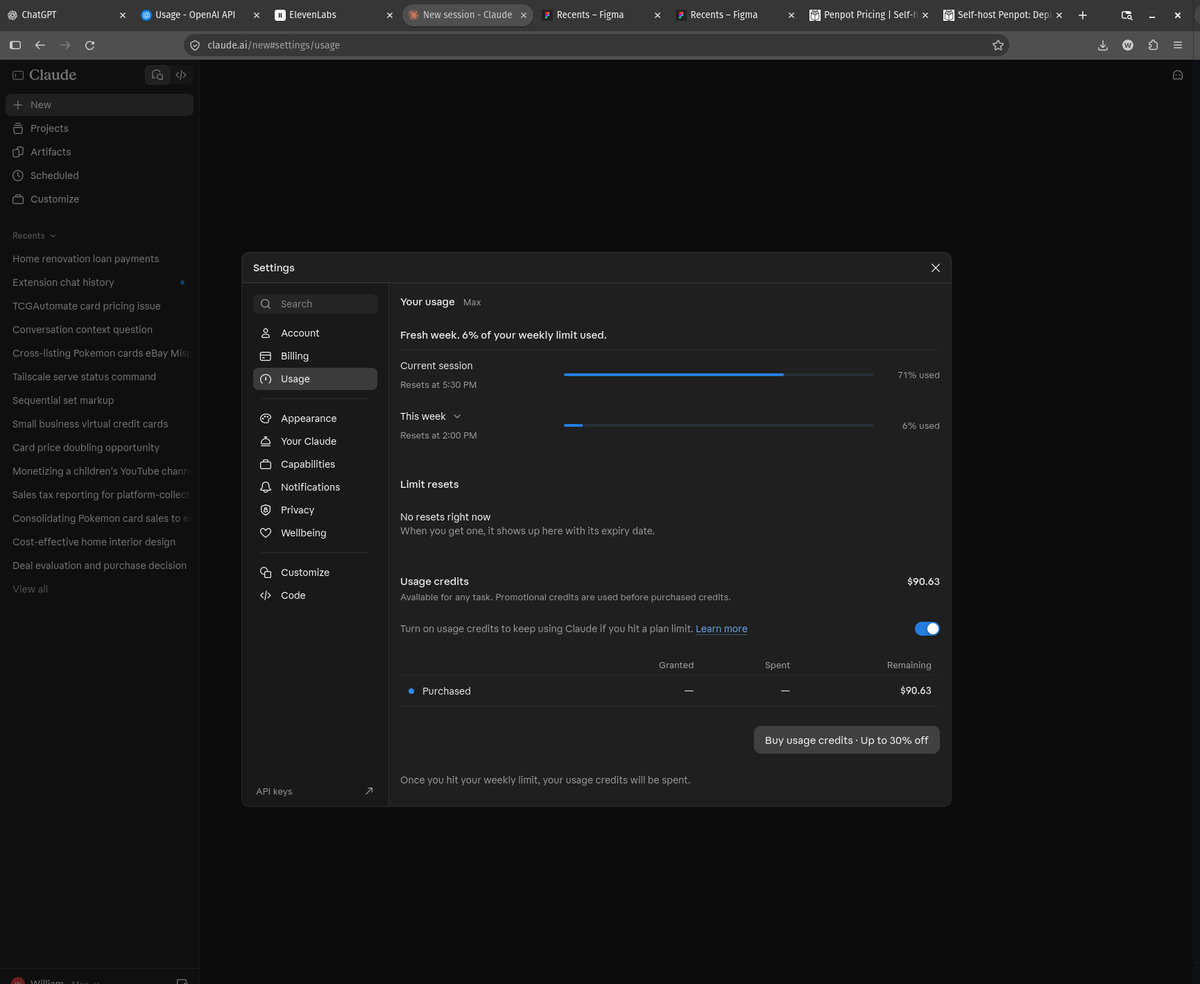 ChatGPT
Usage - OpenAI API
ElevenLabs
New session - Claude
Recents – Figma
Recents – Figma
Penpot Pricing | Self-h
Self-host Penpot: Dep
claude.ai/new#settings/usage
W
Claude
New
Projects
Artifacts
Scheduled
Customize
Recents
Home renovation loan payments
Extension chat history
TCGAutomate card pricing issue
Conversation context question
Cross-listing Pokemon cards eBay Mis
Tailscale serve status command
Sequential set markup
Small business virtual credit cards
Card price doubling opportunity
Monetizing a children's YouTube chann
Sales tax reporting for platform-collect
Consolidating Pokemon card sales to e
Cost-effective home interior design
Deal evaluation and purchase decision
View all
William
Settings
Search
Account
Billing
Usage
Appearance
Your Claude
Capabilities
Notifications
Privacy
Wellbeing
Customize
Code
API keys
Your usage Max
Fresh week. 6% of your weekly limit used.
Current session
Resets at 5:30 PM
71% used
This week
Resets at 2:00 PM
6% used
Limit resets
No resets right now
When you get one, it shows up here with its expiry date.
Usage credits $90.63
Available for any task. Promotional credits are used before purchased credits.
Turn on usage credits to keep using Claude if you hit a plan limit. Learn more
Granted Spent Remaining
Purchased — — $90.63
Buy usage credits · Up to 30% off
Once you hit your weekly limit, your usage credits will be spent.